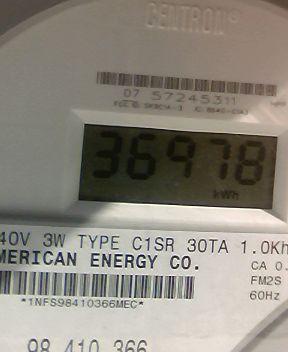 CENTRON®
07 57245311
36978
kWh
40V 3W TYPE C1SR 30TA 1.0Kh
MERICAN ENERGY CO.
CA 0.
FM2S
*1NFS98410366MEC*
60Hz
98 410 366